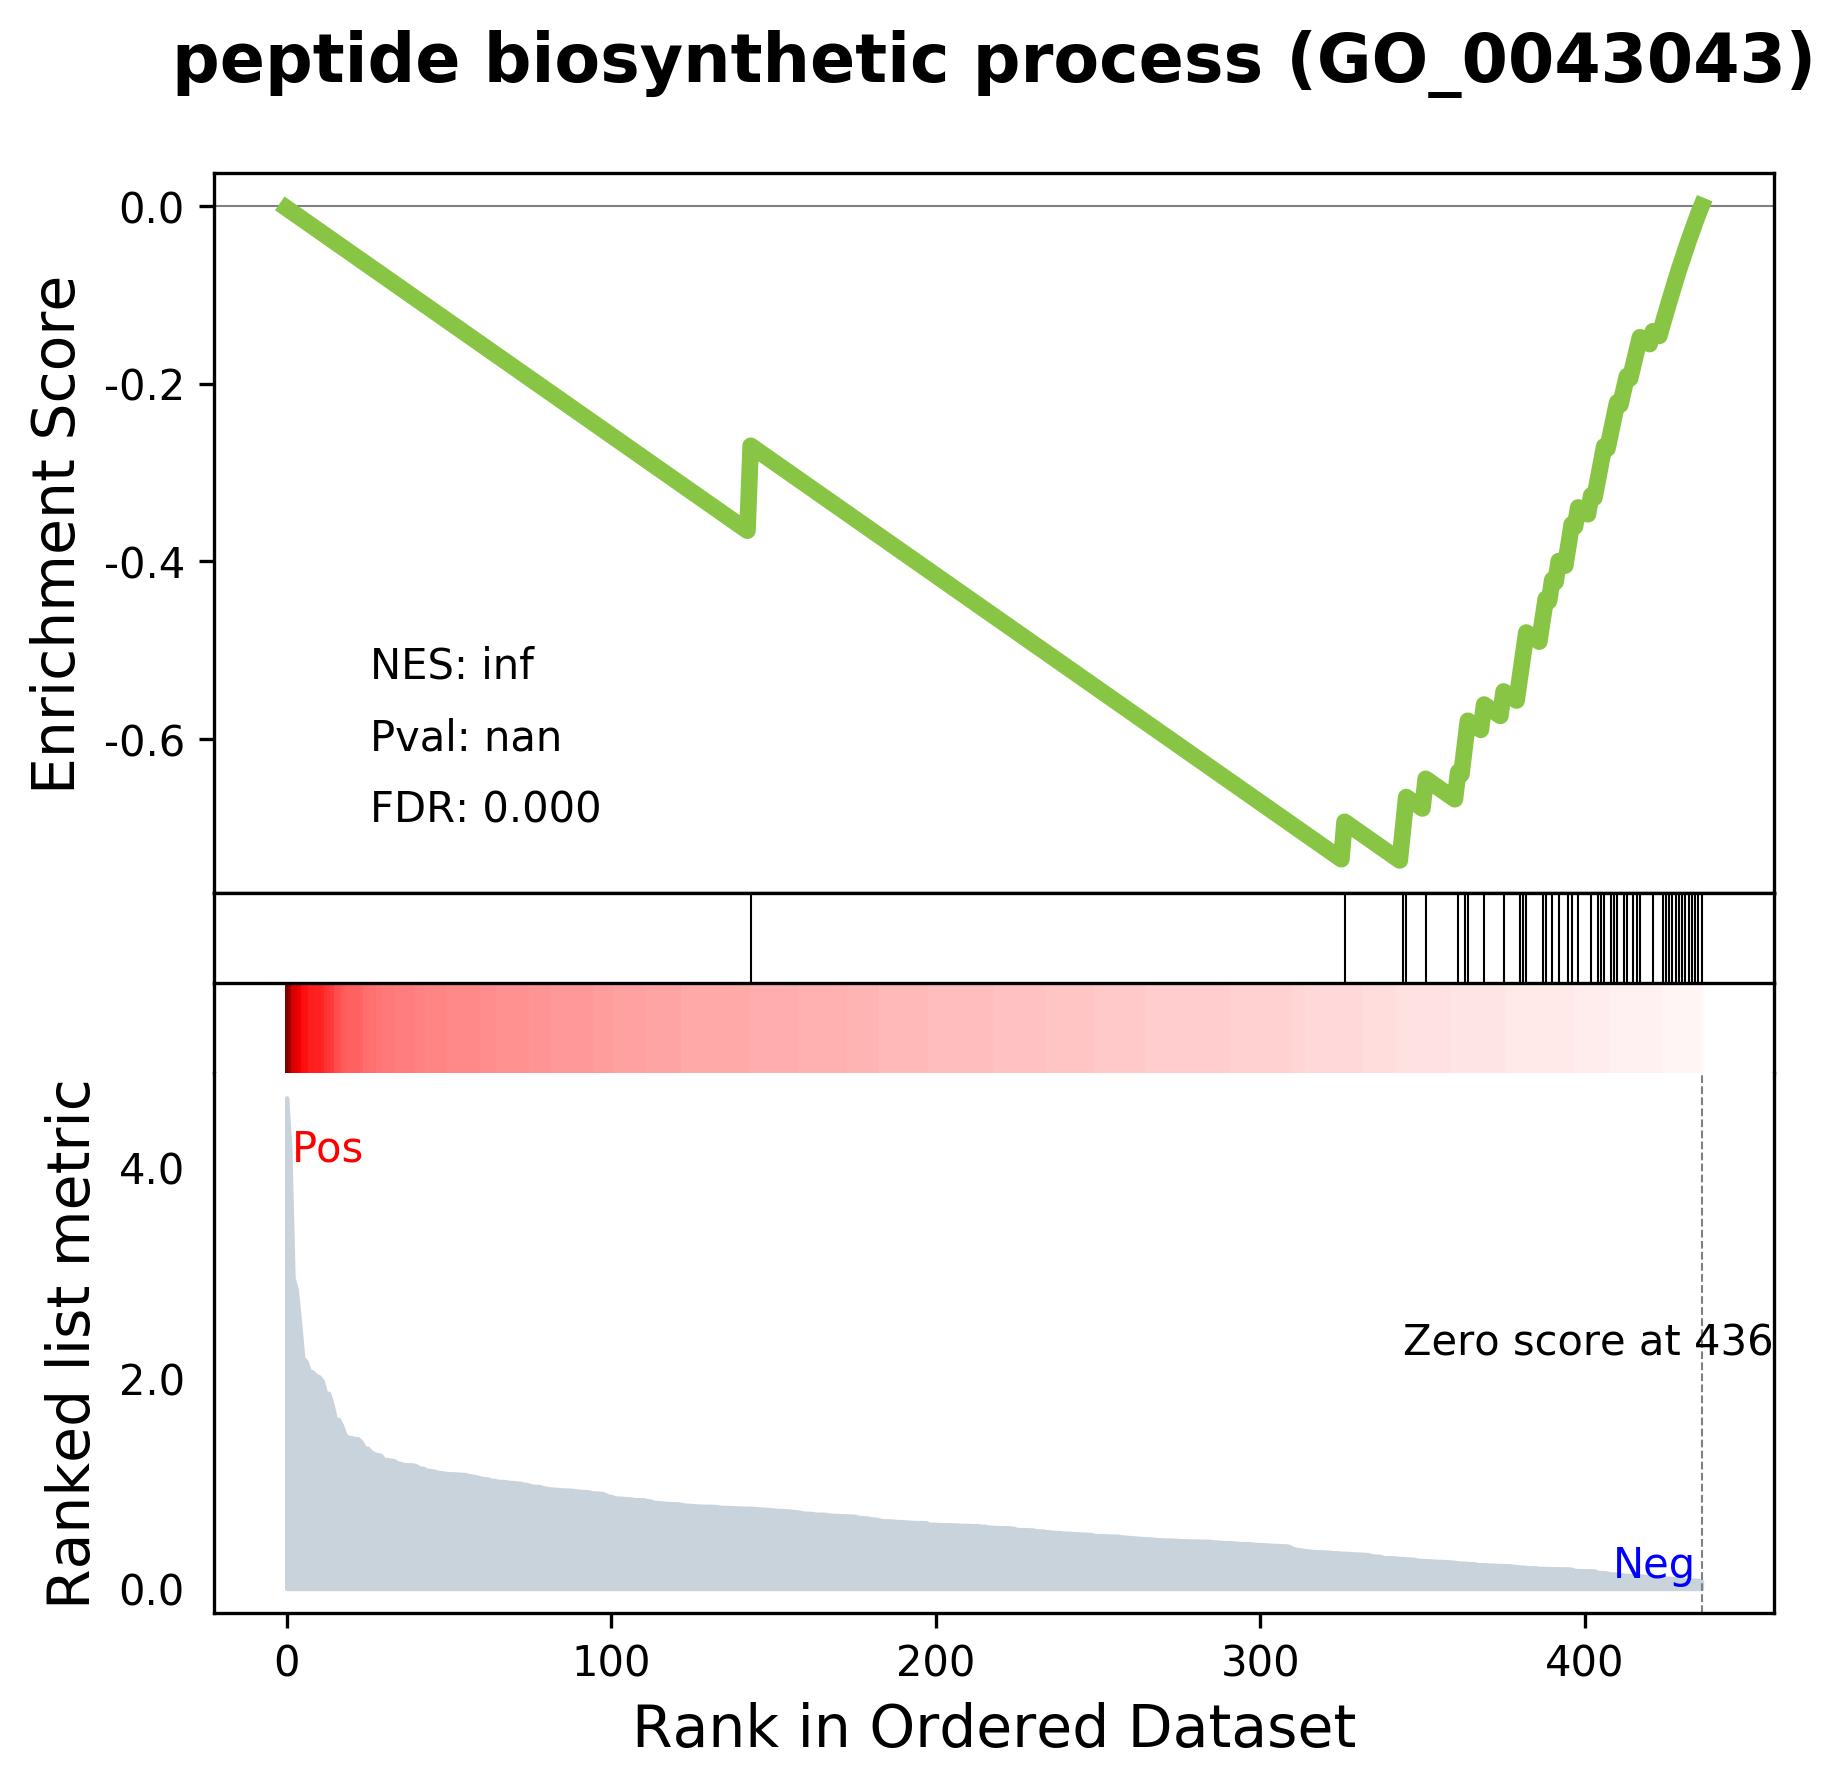 peptide biosynthetic process (GO_0043043)
Enrichment Score
0.0
-0.2
-0.4
-0.6
NES: inf
Pval: nan
FDR: 0.000
Ranked list metric
4.0
2.0
0.0
Pos
Zero score at 436
Neg
0 100 200 300 400
Rank in Ordered Dataset